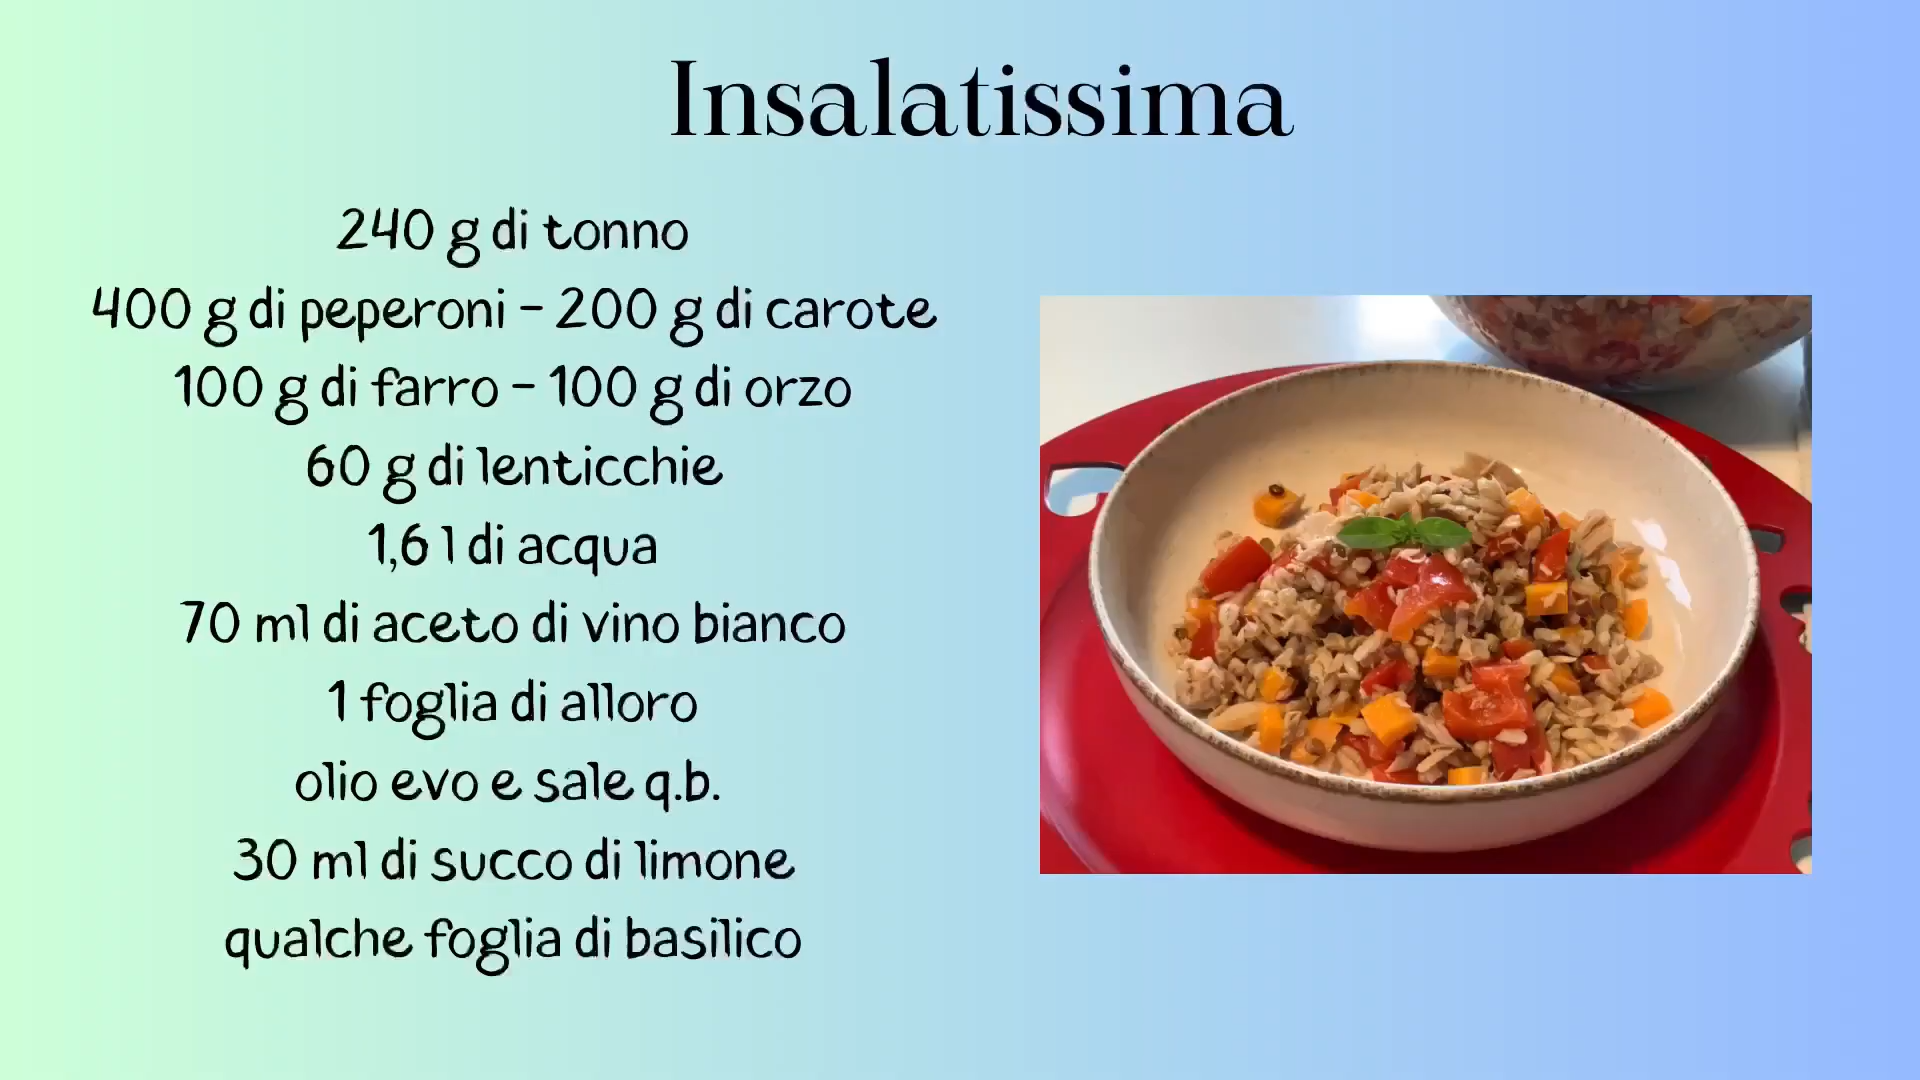 Insalatissima
240 g di tonno
400 g di peperoni - 200 g di carote
100 g di farro - 100 g di orzo
60 g di lenticchie
1,6 l di acqua
70 ml di aceto di vino bianco
1 foglia di alloro
olio evo e sale q.b.
30 ml di succo di limone
qualche foglia di basilico